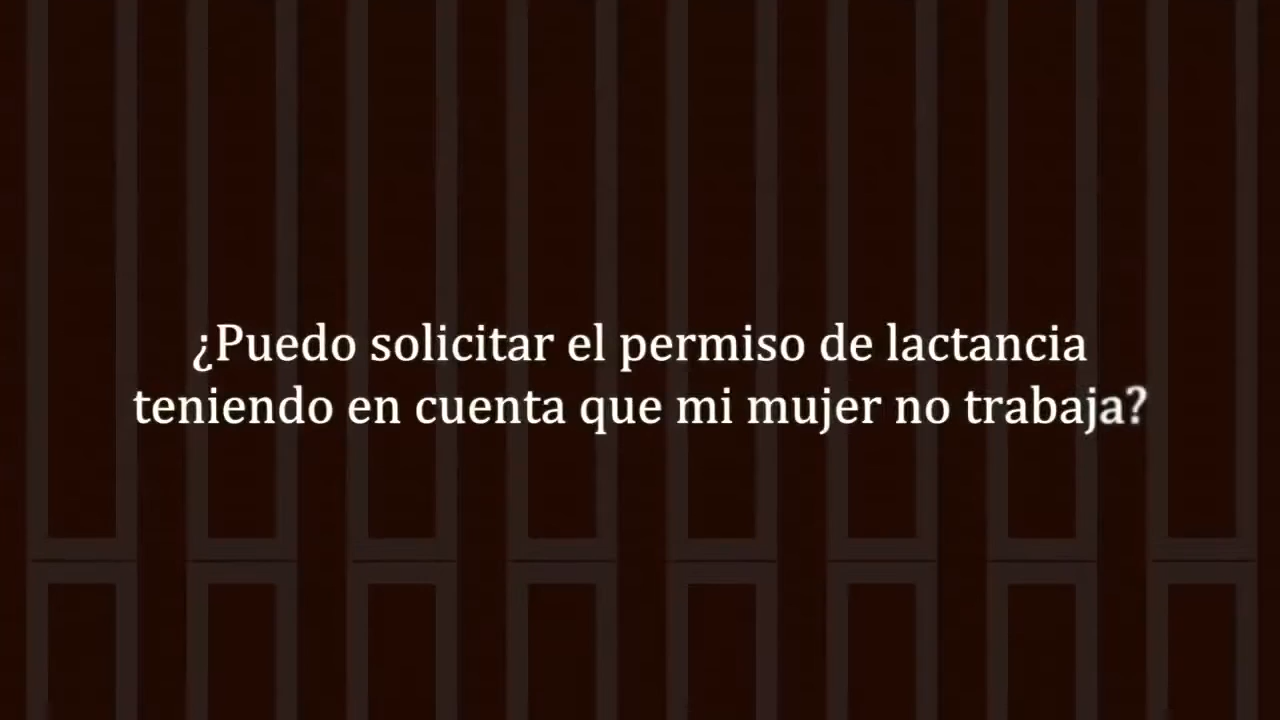 ¿Puedo solicitar el permiso de lactancia
teniendo en cuenta que mi mujer no trabaja?